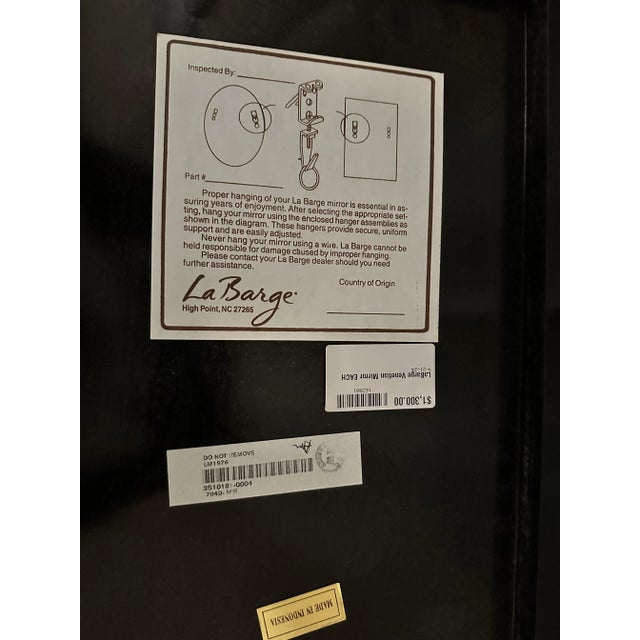 Inspected By:
Part #
Proper hanging of your La Barge mirror is essential in as-
suring years of enjoyment. After selecting the appropriate set-
ting, hang your mirror using the enclosed hanger assemblies as
shown in the diagram. These hangers provide secure, uniform
support and are easily adjusted.
Never hang your mirror using a wire. La Barge cannot be
held responsible for damage caused by improper hanging.
Please contact your La Barge dealer should you need
further assistance.
LaBarge
High Point, NC 27265
Country of Origin
$1,300.00
162001
LaBarge Venetian Mirror EACH
DO NOT REMOVE
LM1976
3S10181-0004
MADE IN INDONESIA